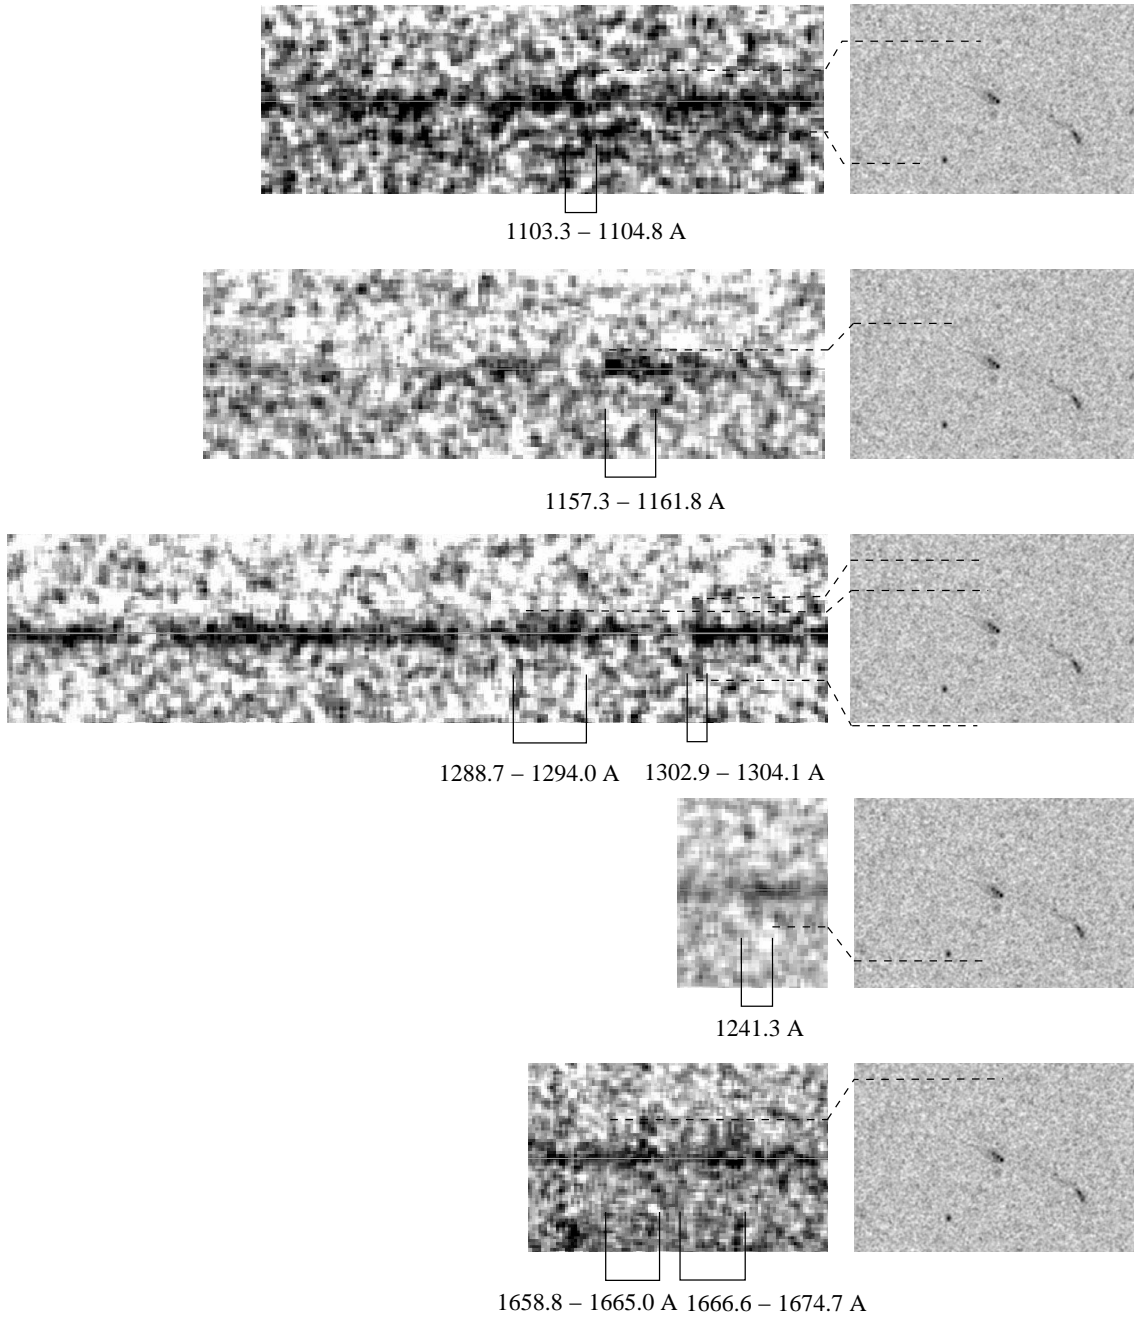 1103.3 – 1104.8 A
1157.3 – 1161.8 A
1288.7 – 1294.0 A 1302.9 – 1304.1 A
1241.3 A
1658.8 – 1665.0 A 1666.6 – 1674.7 A